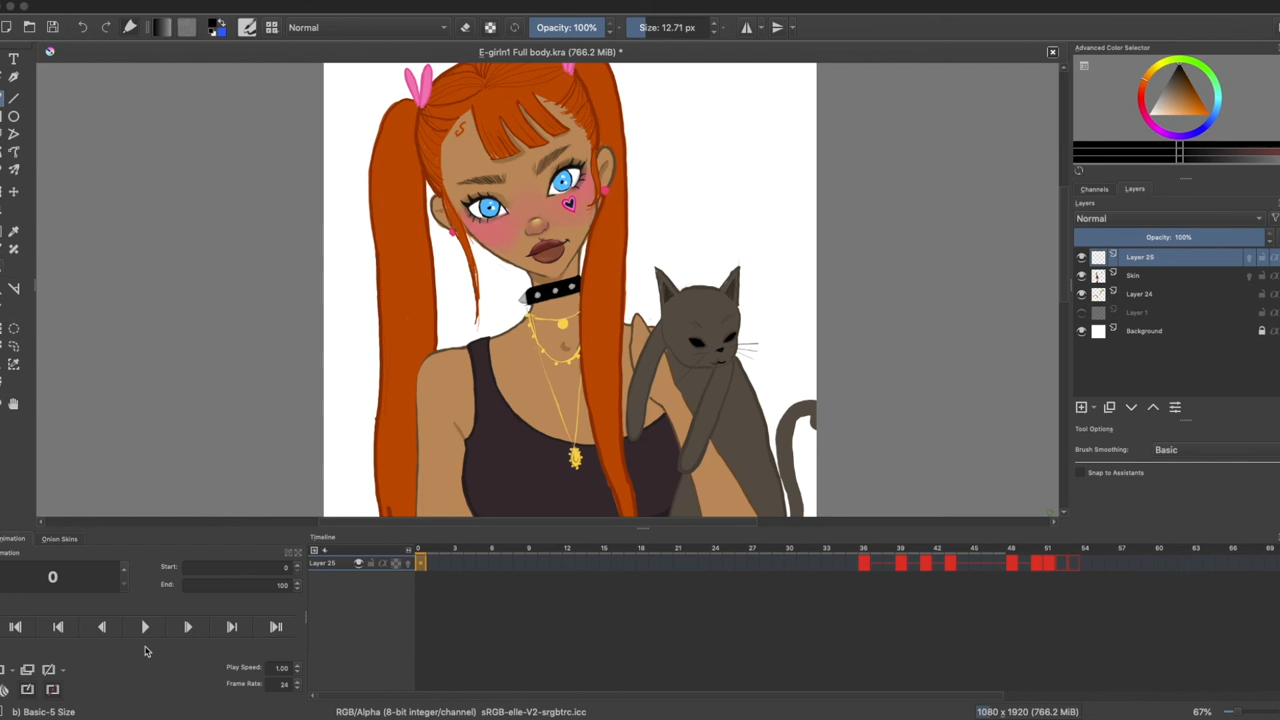 Normal
Opacity: 100%
Size: 12.71 px
E-girln1 Full body.kra (766.2 MiB) *
Advanced Color Selector
Channels
Layers
Layers
Normal
Opacity: 100%
Layer 25
Skin
Layer 24
Layer 1
Background
Tool Options
Brush Smoothing: Basic
Snap to Assistants
nimation
Onion Skins
Timeline
mation
0 3 6 9 12 15 18 21 24 27 30 33 36 39 42 45 48 51 54 57 60 63 66 69
Layer 25
0
Start: 0
End: 100
Play Speed: 1.00
Frame Rate: 24
b) Basic-5 Size
RGB/Alpha (8-bit integer/channel) sRGB-elle-V2-srgbtrc.icc
1080 x 1920 (766.2 MiB)
67%